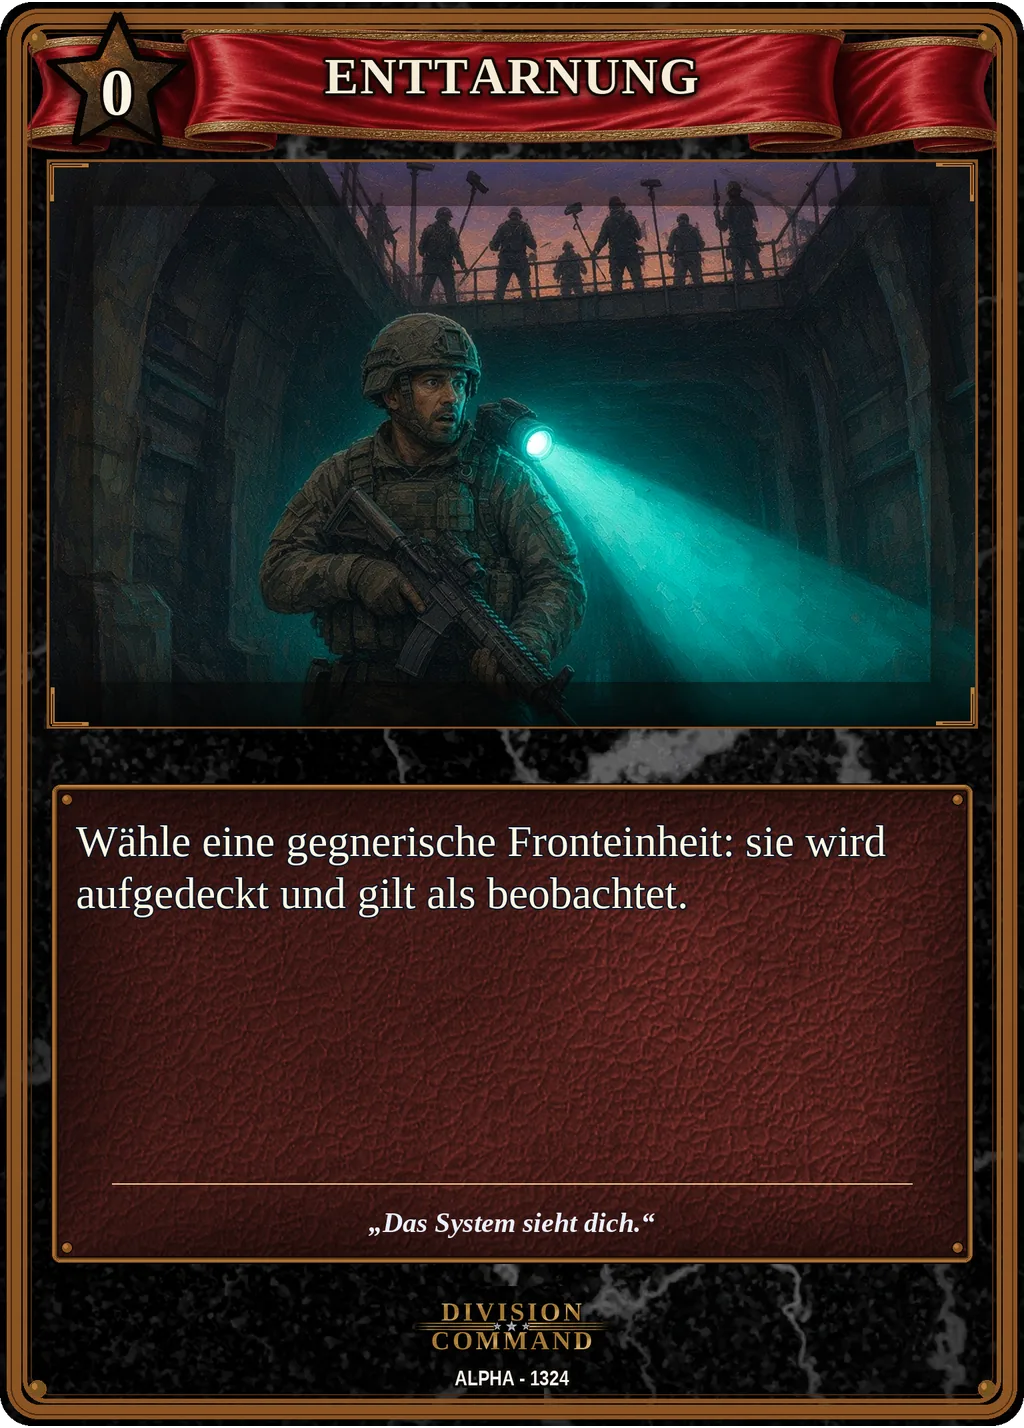 0
ENTTARNUNG
Wähle eine gegnerische Fronteinheit: sie wird
aufgedeckt und gilt als beobachtet.
„Das System sieht dich.“
DIVISION
COMMAND
ALPHA - 1324